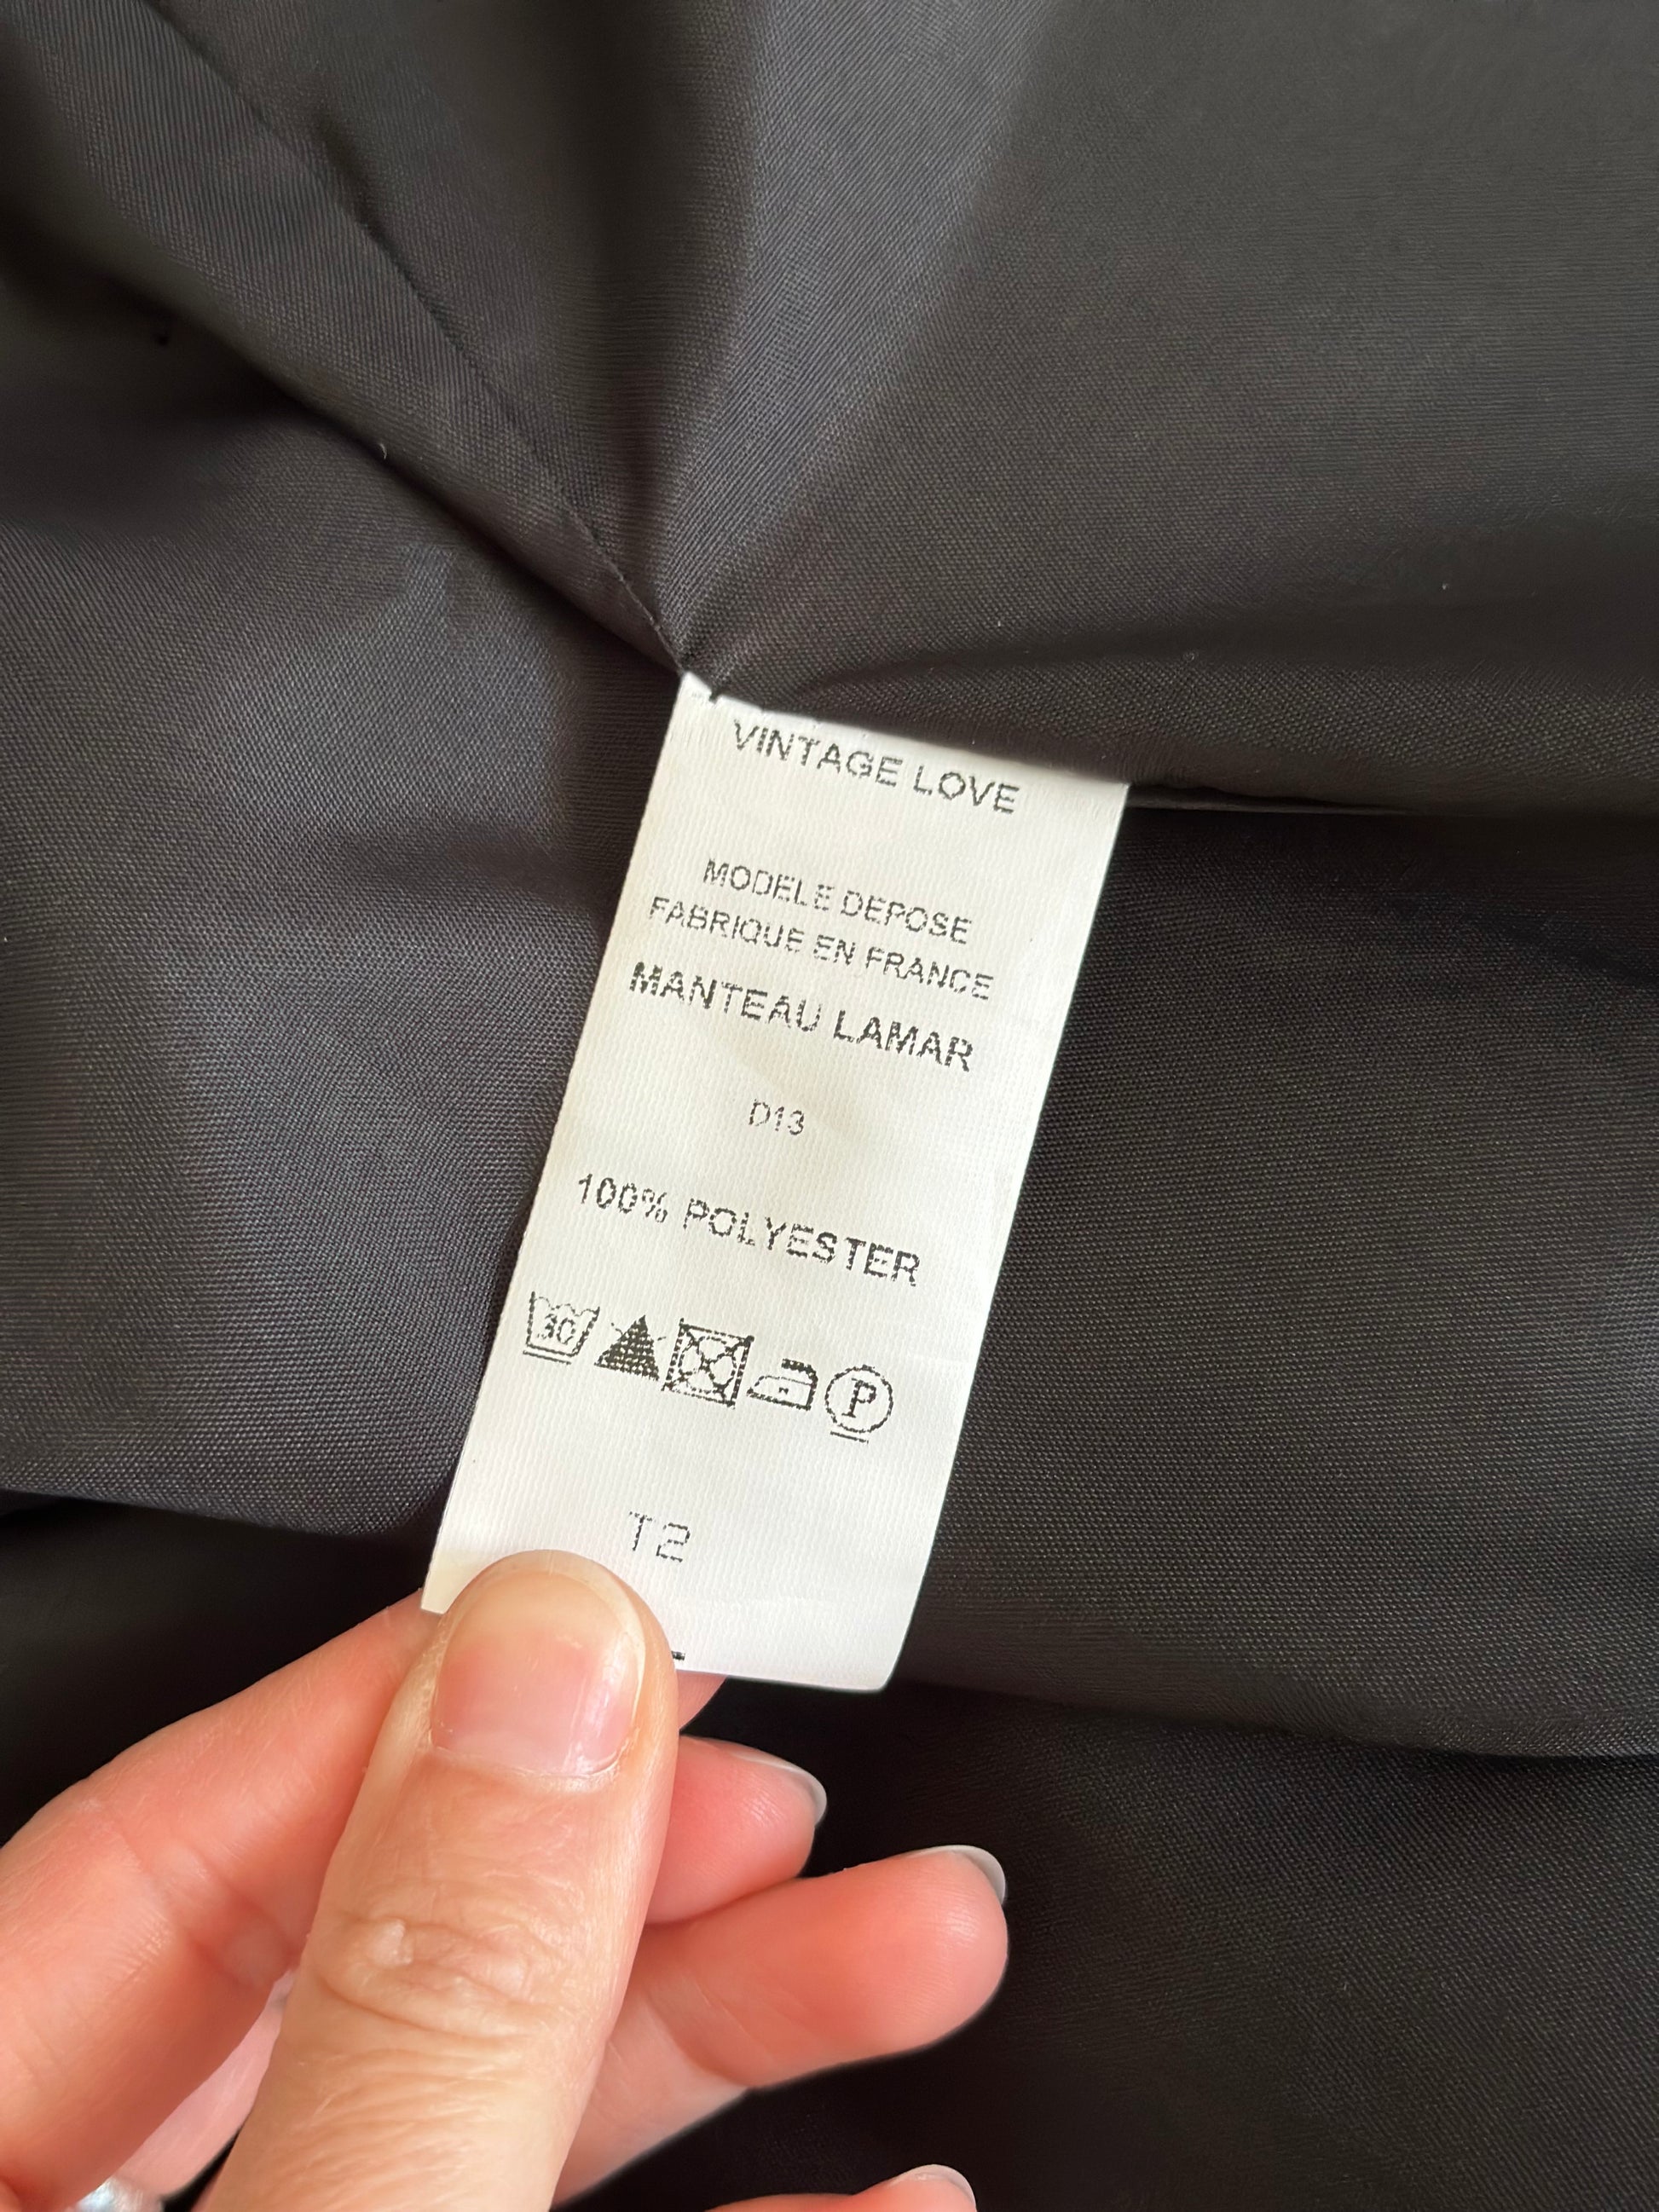 VINTAGE LOVE
MODELE DEPOSE
FABRIQUE EN FRANCE
MANTEAU LAMAR
D13
100% POLYESTER
30 P
T2